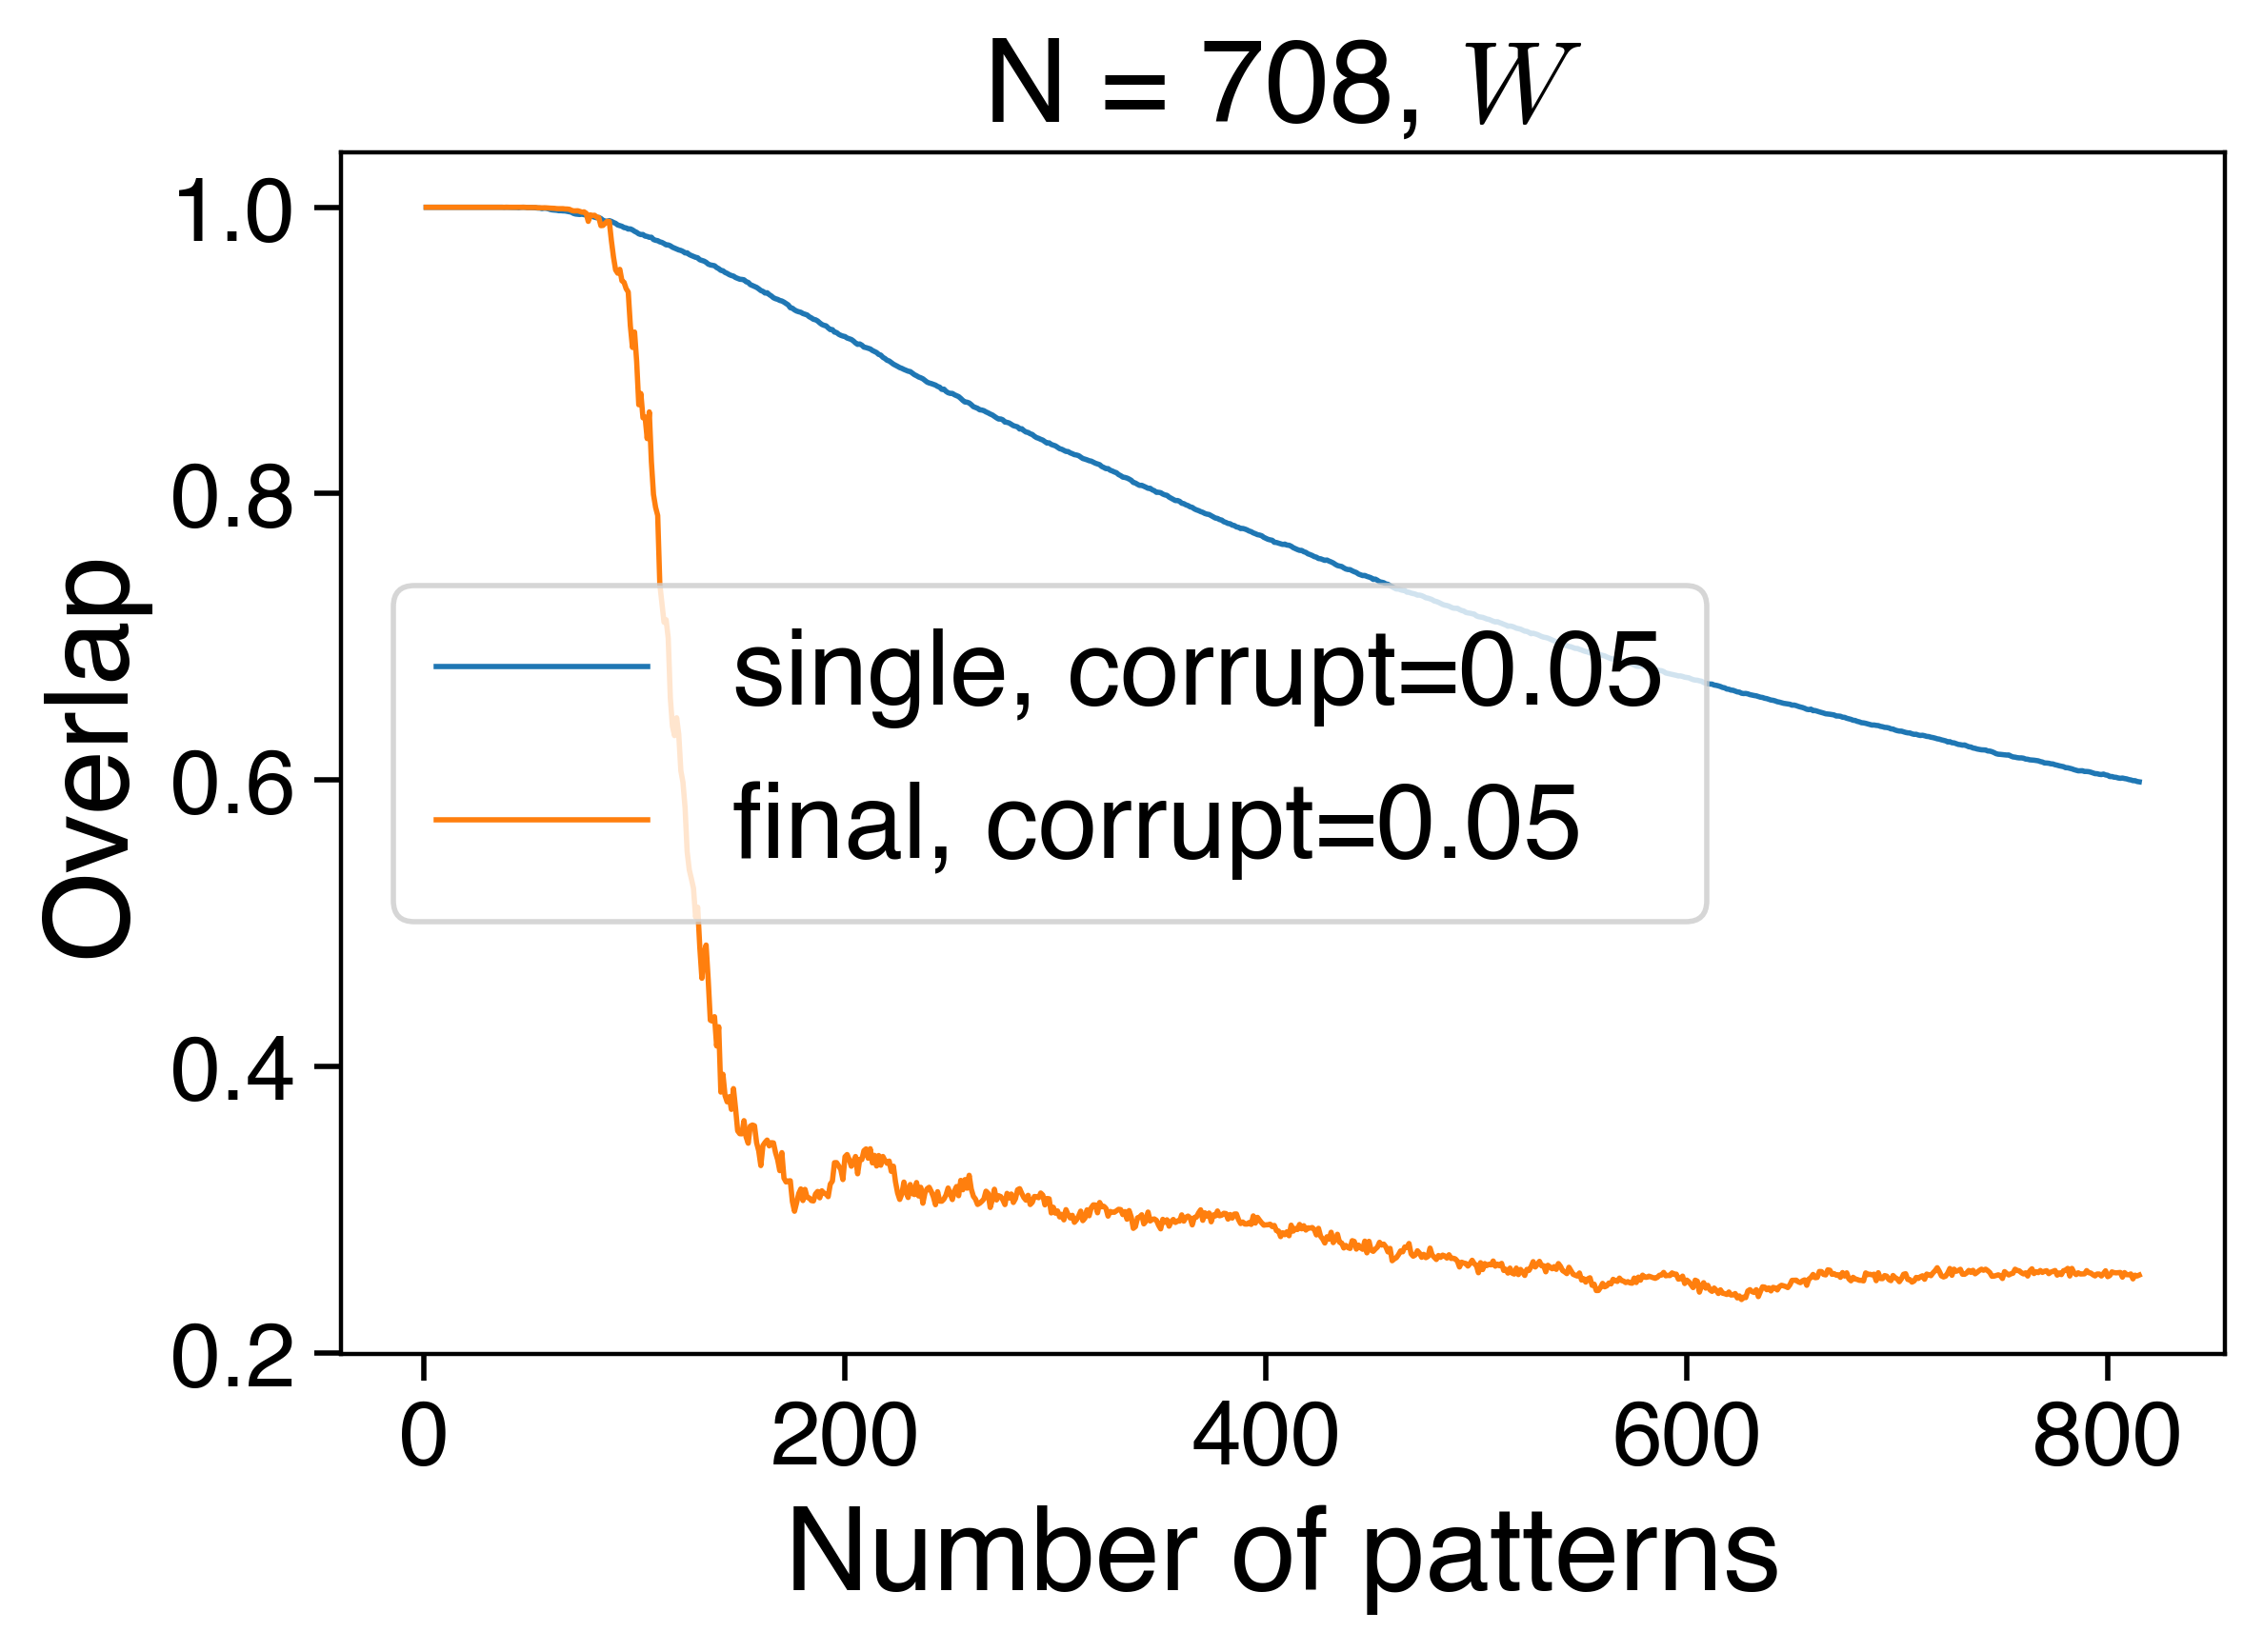 N = 708, W
1.0
0.8
0.6
0.4
0.2
Overlap
single, corrupt=0.05
final, corrupt=0.05
0 200 400 600 800
Number of patterns